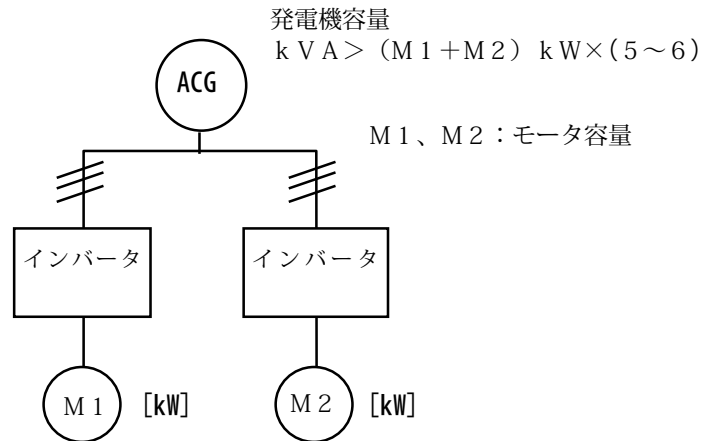 発電機容量
ｋＶＡ＞（Ｍ１＋Ｍ２）ｋＷ×(５～６)
ACG
Ｍ１、Ｍ２：モータ容量
インバータ
インバータ
Ｍ１
[kW]
Ｍ２
[kW]